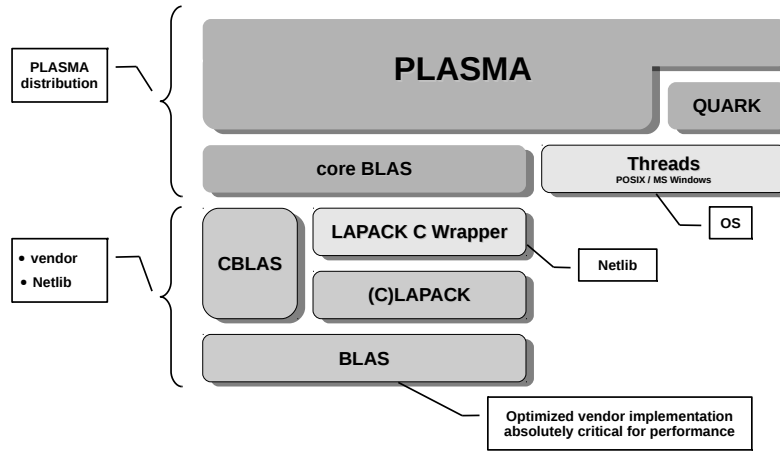 PLASMA
PLASMA
distribution
QUARK
core BLAS
Threads
POSIX / MS Windows
OS
CBLAS
LAPACK C Wrapper
• vendor
• Netlib
Netlib
(C)LAPACK
BLAS
Optimized vendor implementation
absolutely critical for performance